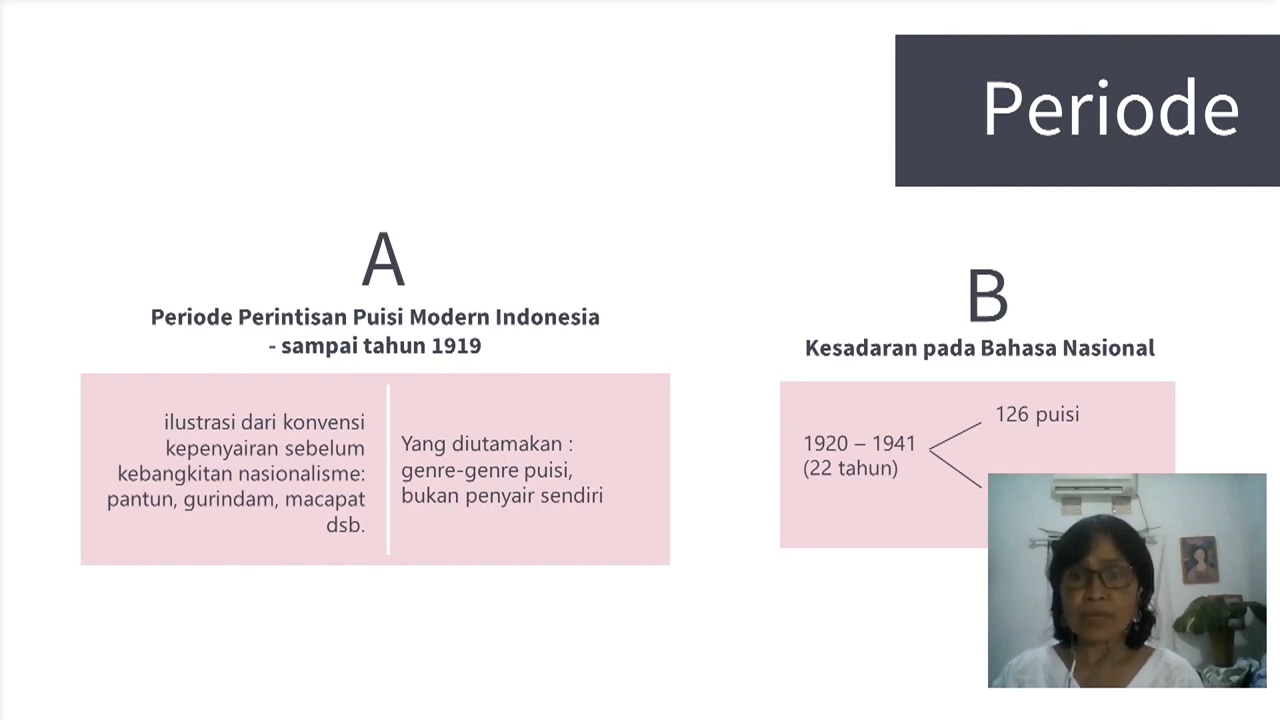 Periode
A
Periode Perintisan Puisi Modern Indonesia
- sampai tahun 1919
ilustrasi dari konvensi
kepenyairan sebelum
kebangkitan nasionalisme:
pantun, gurindam, macapat
dsb.
Yang diutamakan :
genre-genre puisi,
bukan penyair sendiri
B
Kesadaran pada Bahasa Nasional
1920 – 1941
(22 tahun)
126 puisi